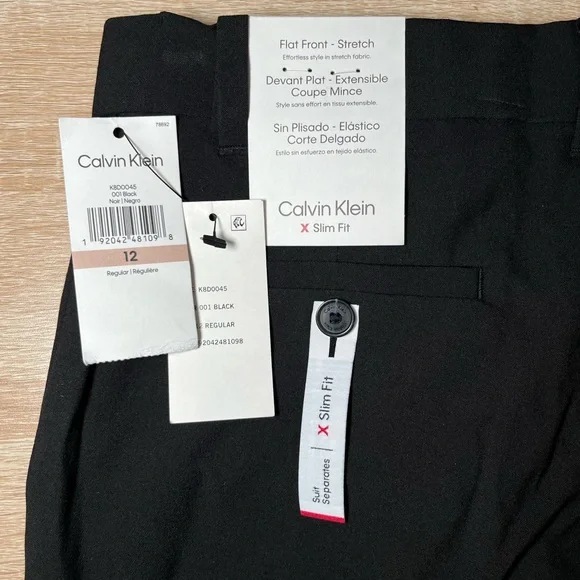 Flat Front - Stretch
Effortless style in stretch fabric.
Devant Plat - Extensible
Coupe Mince
Style sans effort en tissu extensible.
Sin Plisado - Elástico
Corte Delgado
Estilo sin esfuerzo en tejido elástico.
Calvin Klein
X Slim Fit
78692
Calvin Klein
K8D0045
001 Black
Noir | Negro
1 92042 48109 8
12
Regular | Régulière
K8D0045
001 BLACK
REGULAR
92042481098
X Slim Fit
Suit
Separates